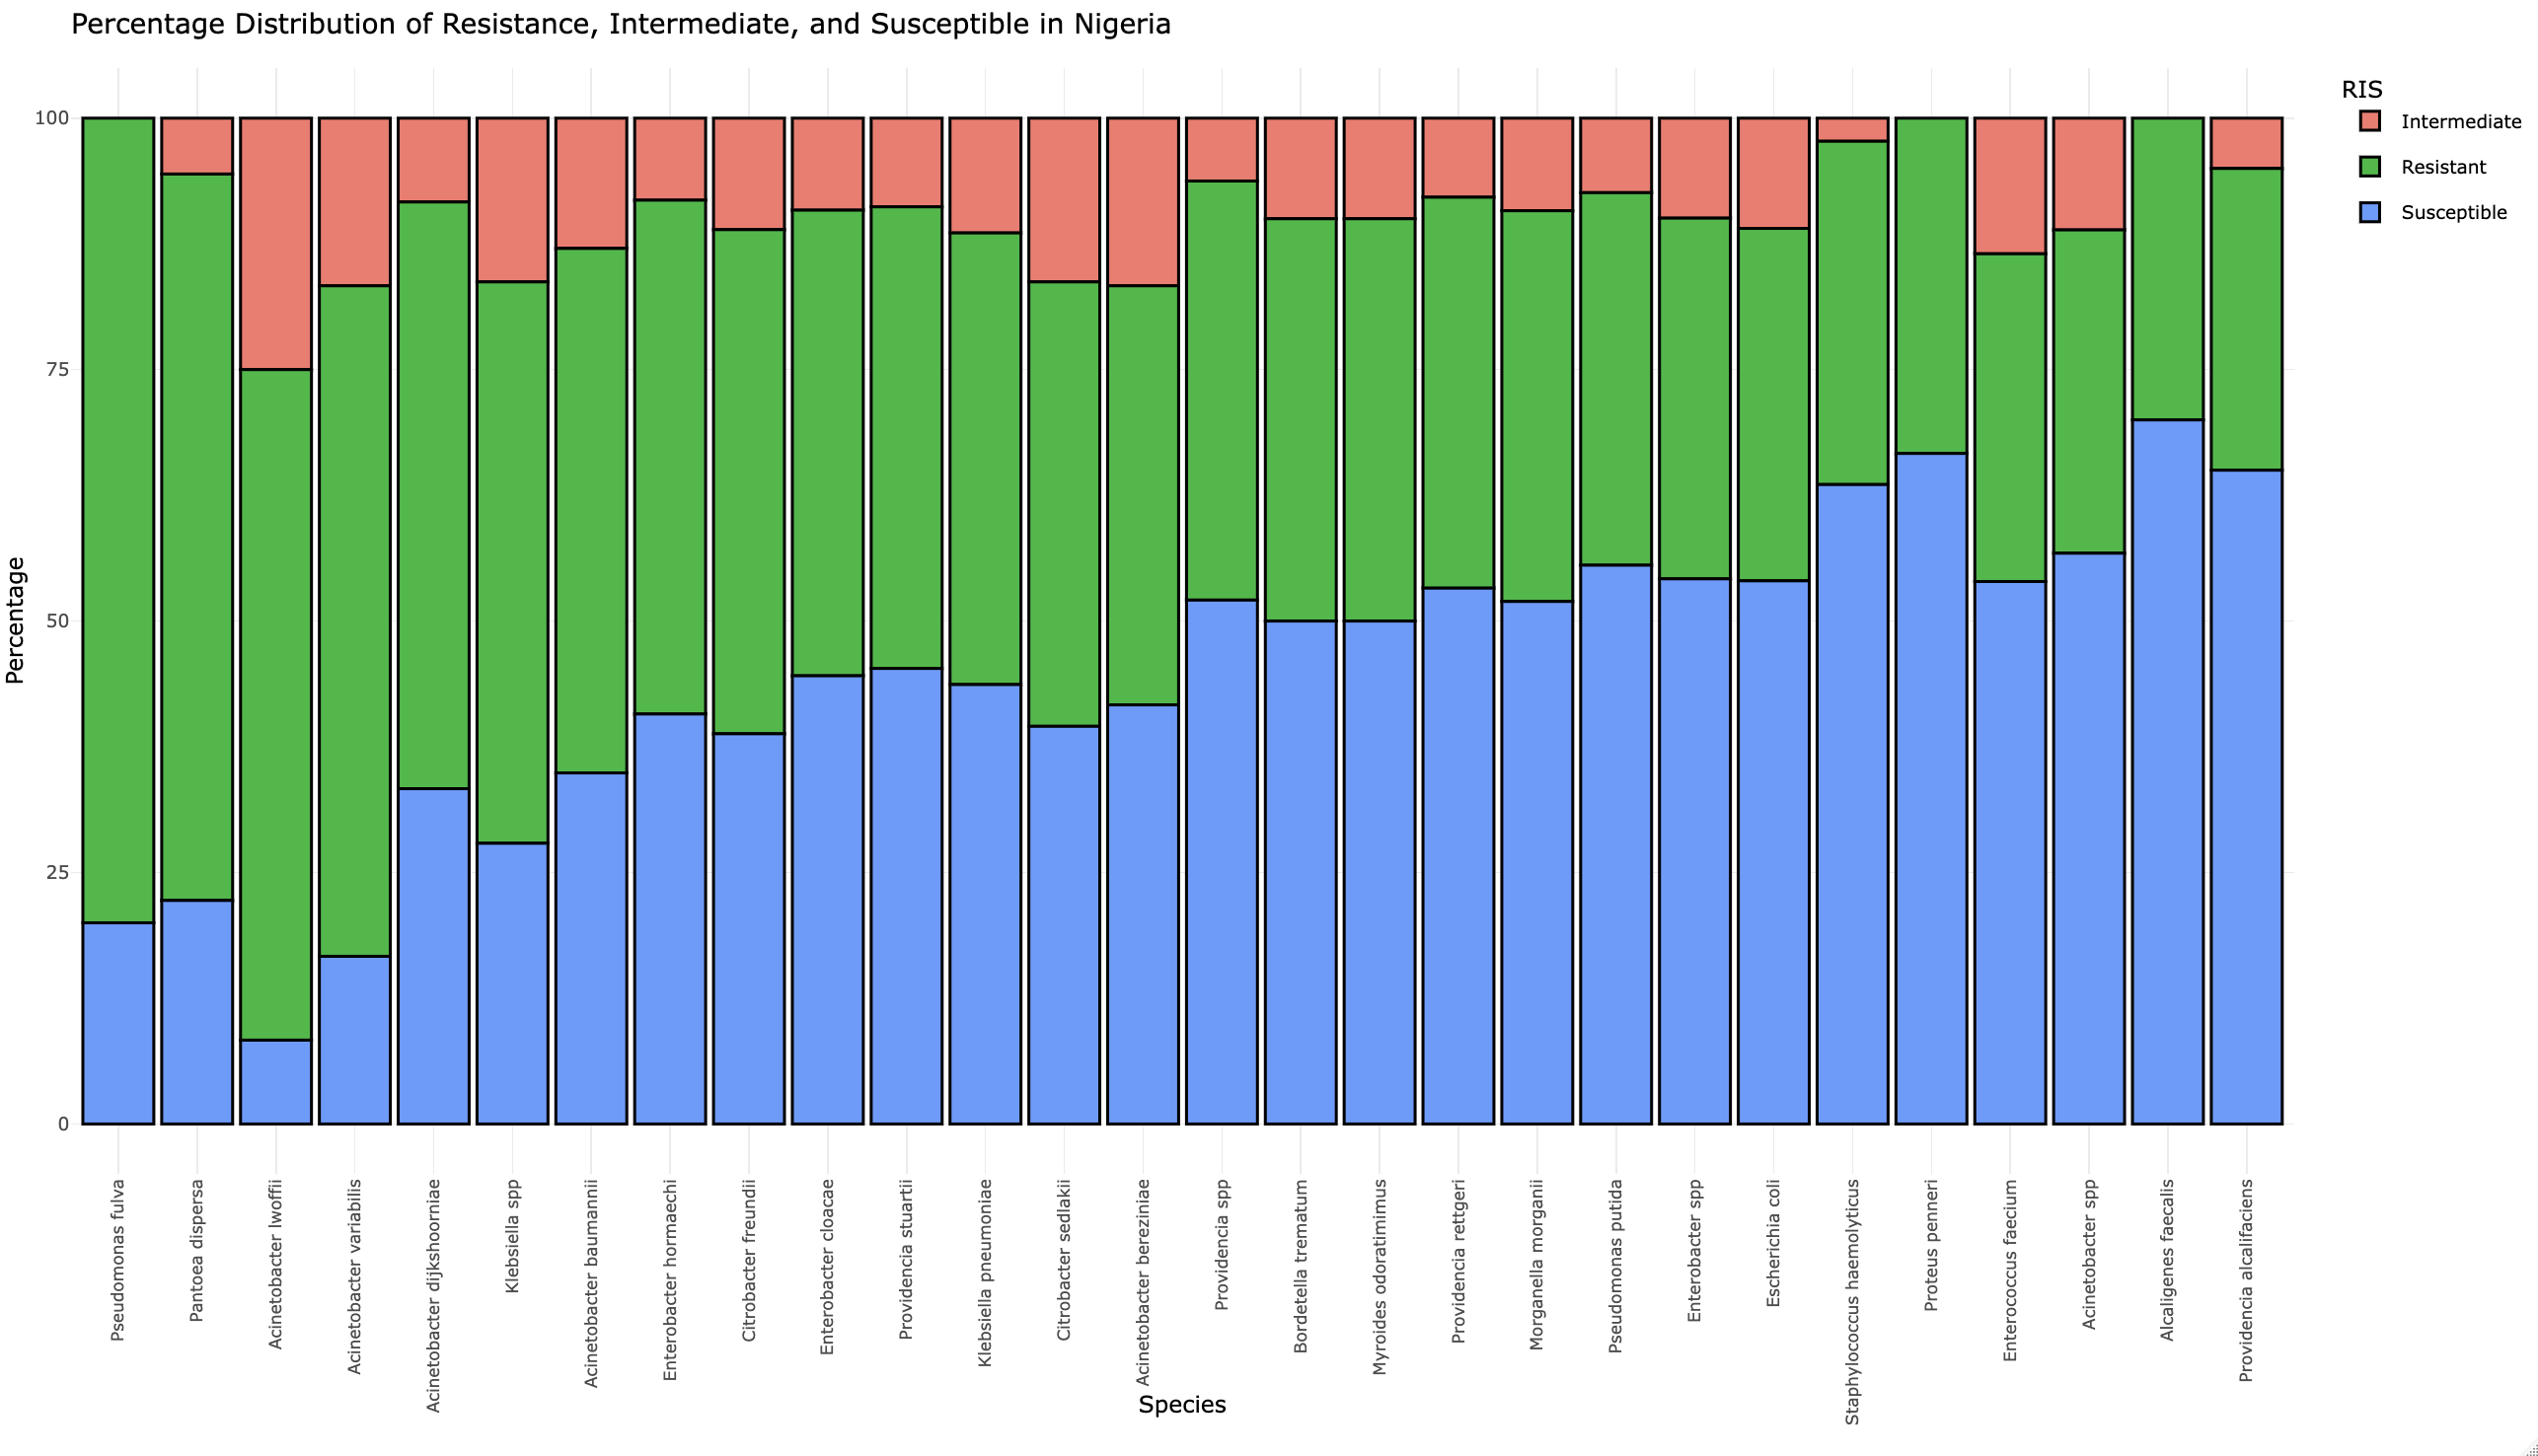 Percentage Distribution of Resistance, Intermediate, and Susceptible in Nigeria
RIS
Intermediate
Resistant
Susceptible
Percentage
100
75
50
25
0
Pseudomonas fulva
Pantoea dispersa
Acinetobacter lwoffii
Acinetobacter variabilis
Acinetobacter dijkshoorniae
Klebsiella spp
Acinetobacter baumannii
Enterobacter hormaechi
Citrobacter freundii
Enterobacter cloacae
Providencia stuartii
Klebsiella pneumoniae
Citrobacter sedlakii
Acinetobacter bereziniae
Providencia spp
Bordetella trematum
Myroides odoratimimus
Providencia rettgeri
Morganella morganii
Pseudomonas putida
Enterobacter spp
Escherichia coli
Staphylococcus haemolyticus
Proteus penneri
Enterococcus faecium
Acinetobacter spp
Alcaligenes faecalis
Providencia alcalifaciens
Species